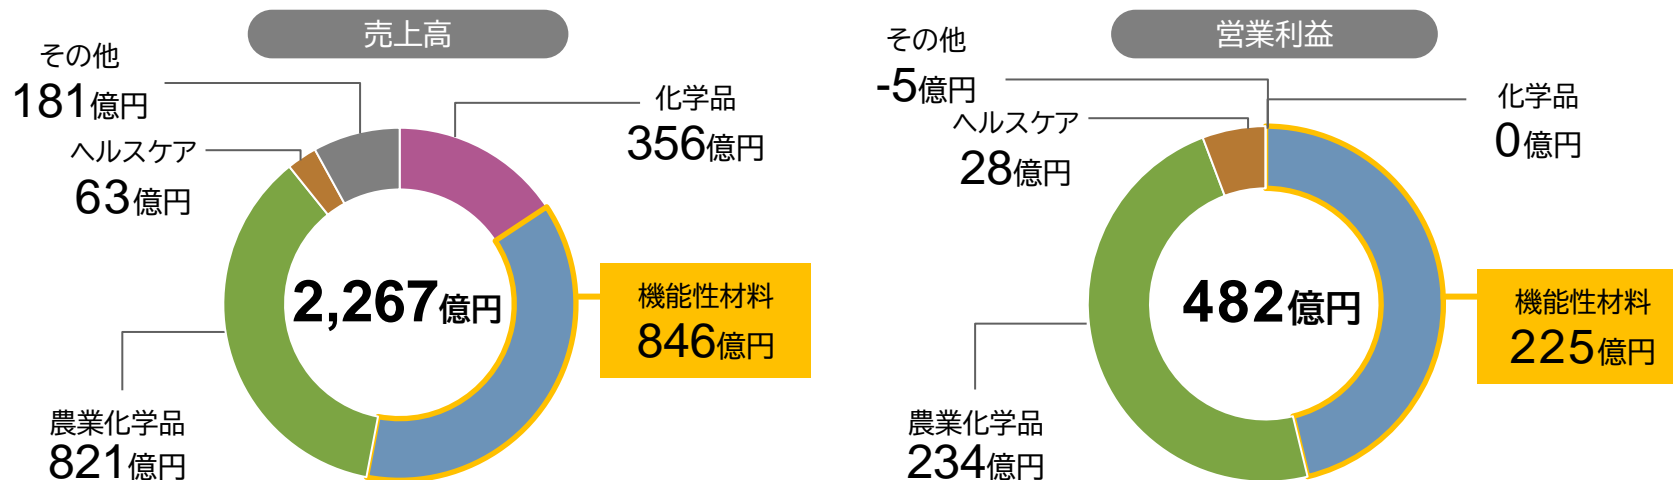 売上高
その他
181億円
ヘルスケア
63億円
化学品
356億円
2,267億円
機能性材料
846億円
農業化学品
821億円
営業利益
その他
-5億円
ヘルスケア
28億円
化学品
0億円
482億円
機能性材料
225億円
農業化学品
234億円